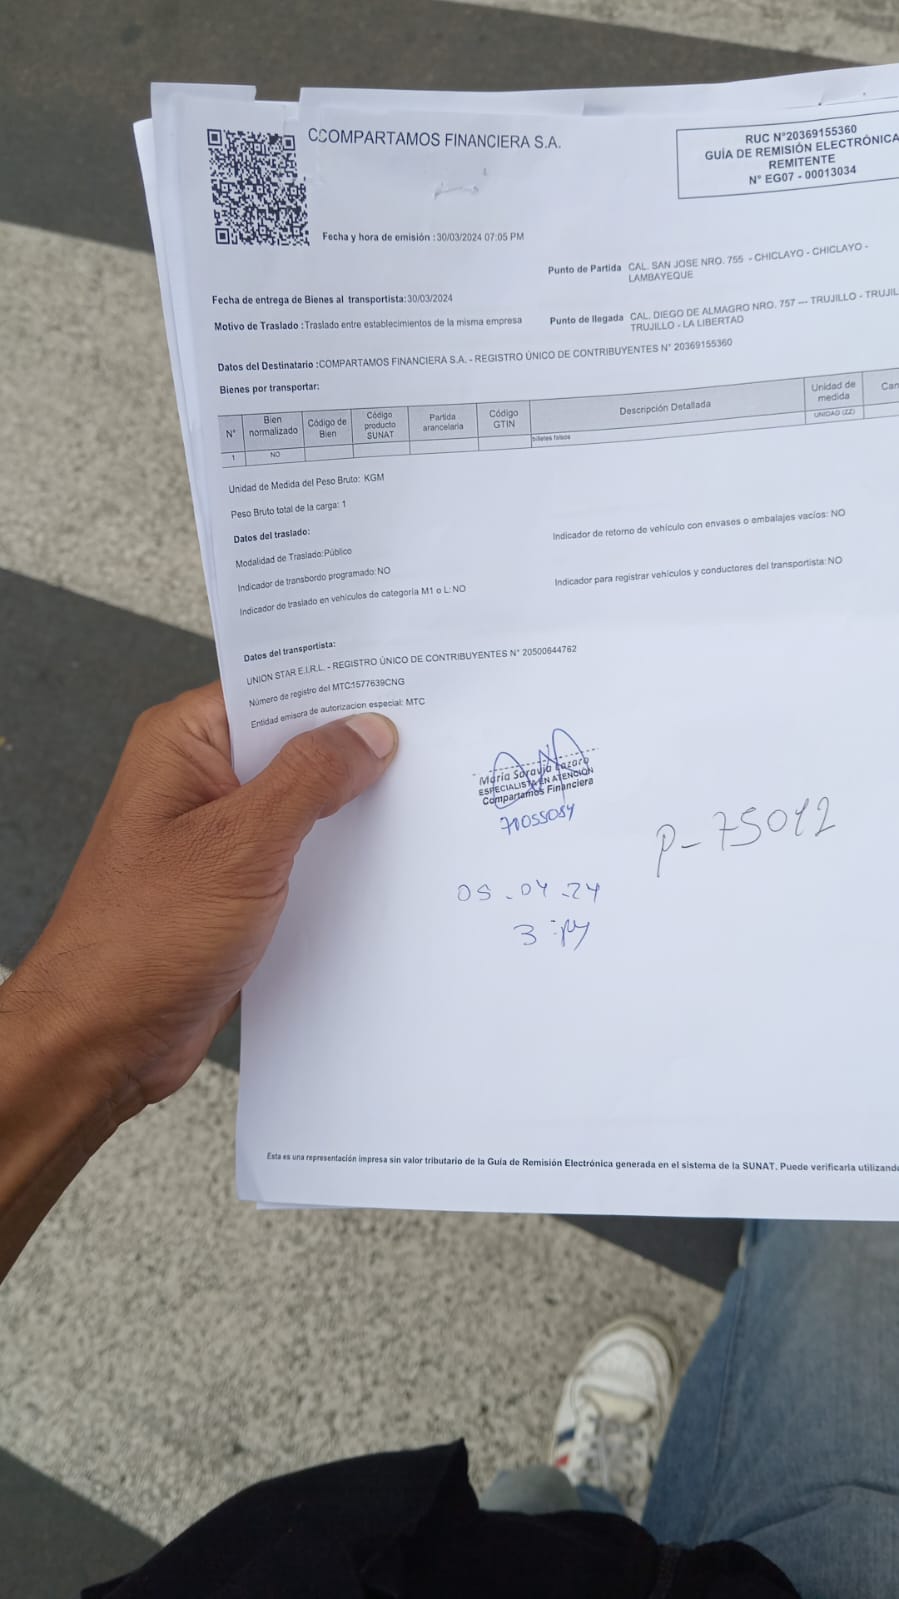 CCOMPARTAMOS FINANCIERA S.A.
RUC N°20369155360
GUÍA DE REMISIÓN ELECTRÓNICA
REMITENTE
N° EG07 - 00013034
Fecha y hora de emisión :30/03/2024 07:05 PM
Fecha de entrega de Bienes al transportista:30/03/2024
Punto de Partida CAL. SAN JOSE NRO. 755 - CHICLAYO - CHICLAYO -
LAMBAYEQUE
Motivo de Traslado :Traslado entre establecimientos de la misma empresa
Punto de llegada CAL. DIEGO DE ALMAGRO NRO. 757 --- TRUJILLO - TRUJIL
TRUJILLO - LA LIBERTAD
Datos del Destinatario :COMPARTAMOS FINANCIERA S.A. - REGISTRO ÚNICO DE CONTRIBUYENTES N° 20369155360
Bienes por transportar:
N° Bien normalizado Código de Bien Código producto SUNAT Partida arancelaria Código GTIN Descripción Detallada Unidad de medida Can
1 NO billetes falsos UNIDAD (ZZ)
Unidad de Medida del Peso Bruto: KGM
Peso Bruto total de la carga: 1
Datos del traslado:
Modalidad de Traslado:Público
Indicador de retorno de vehículo con envases o embalajes vacíos: NO
Indicador de transbordo programado:NO
Indicador de traslado en vehículos de categoría M1 o L: NO
Indicador para registrar vehículos y conductores del transportista:NO
Datos del transportista:
UNION STAR E.I.R.L. - REGISTRO ÚNICO DE CONTRIBUYENTES N° 20500644762
Número de registro del MTC:1577639CNG
Entidad emisora de autorizacion especial: MTC
Maria Saravia Lazaro
ESPECIALISTA EN ATENCIÓN
Compartamos Financiera
70055084
P-75012
05 . 04 . 24
3 :
Esta es una representación impresa sin valor tributario de la Guía de Remisión Electrónica generada en el sistema de la SUNAT. Puede verificarla utilizando